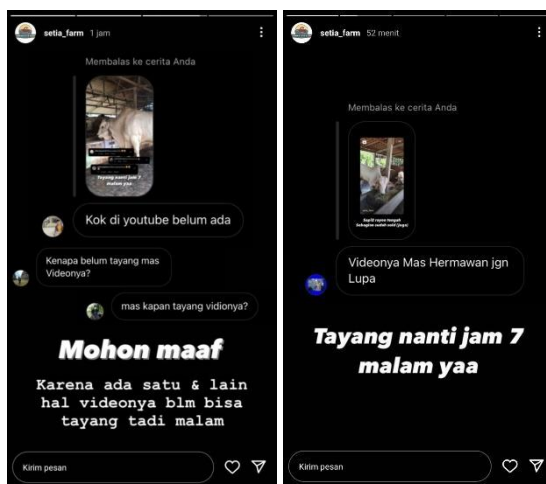 setia_farm 1 jam
Membalas ke cerita Anda
Tayang nanti jam 7
malam yaa
Kok di youtube belum ada
Kenapa belum tayang mas
Videonya?
mas kapan tayang vidionya?
Mohon maaf
Karena ada satu & lain
hal videonya blm bisa
tayang tadi malam
Kirim pesan
setia_farm 52 menit
Membalas ke cerita Anda
Videonya Mas Hermawan jgn
Lupa
Tayang nanti jam 7
malam yaa
Kirim pesan